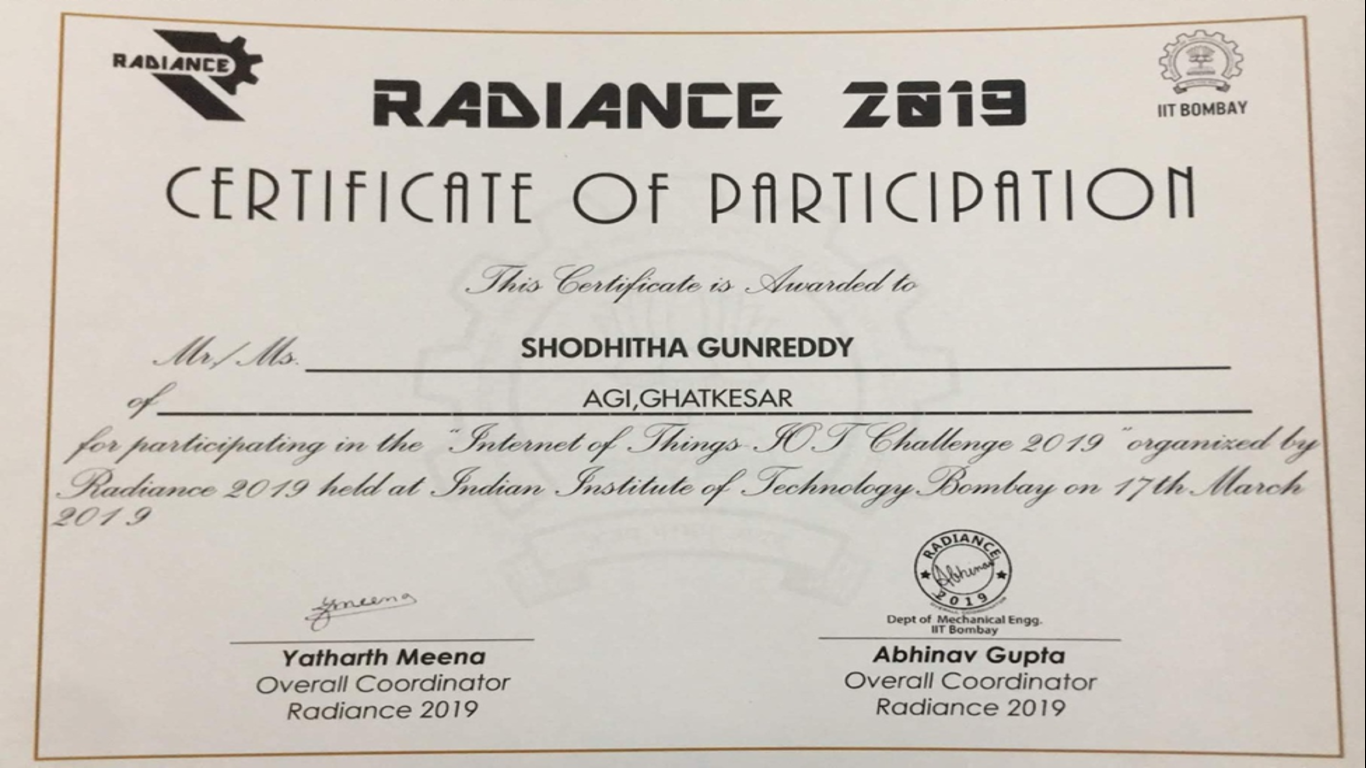 RADIANCE
RADIANCE 2019
IIT BOMBAY
CERTIFICATE OF PARTICIPATION
This Certificate is Awarded to
Mr/Ms. SHODHITHA GUNREDDY
of AGI,GHATKESAR
for participating in the "Internet of Things IOT Challenge 2019 "organized by
Radiance 2019 held at Indian Institute of Technology Bombay on 17th March
2019
RADIANCE
Abhinav
2019
Ymeena
Dept of Mechanical Engg.
IIT Bombay
Yatharth Meena
Overall Coordinator
Radiance 2019
Abhinav Gupta
Overall Coordinator
Radiance 2019